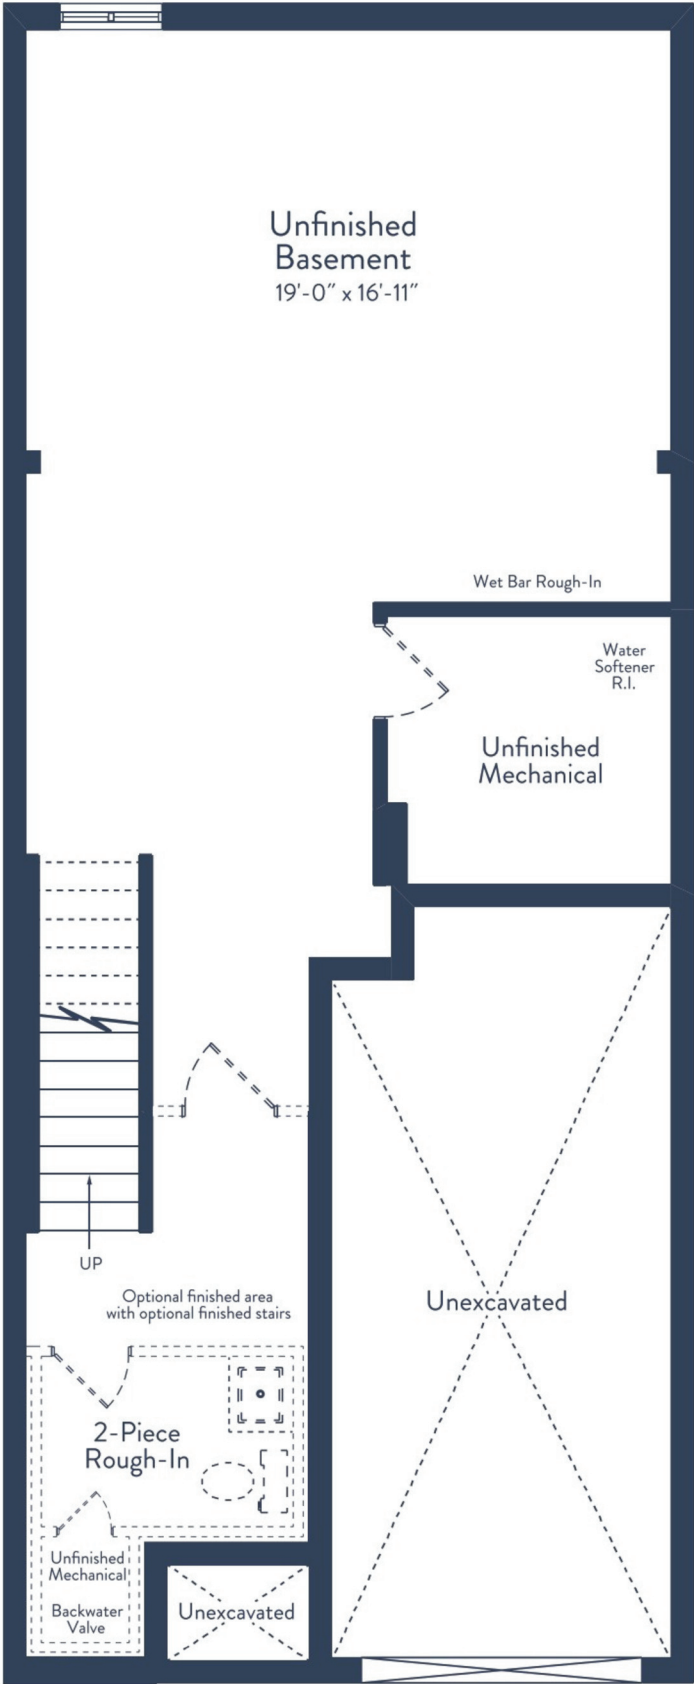 Unfinished
Basement
19'-0" x 16'-11"
Wet Bar Rough-In
Water
Softener
R.I.
Unfinished
Mechanical
UP
Optional finished area
with optional finished stairs
Unexcavated
2-Piece
Rough-In
Unfinished
Mechanical
Backwater
Valve
Unexcavated